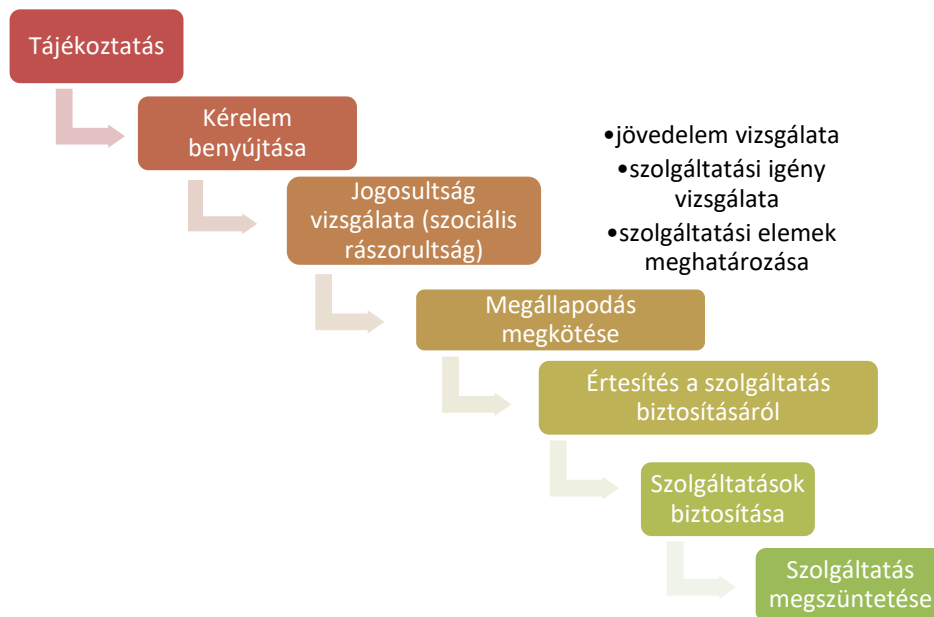 Tájékoztatás
Kérelem
benyújtása
Jogosultság
vizsgálata (szociális
rászorultság)
•jövedelem vizsgálata
•szolgáltatási igény
vizsgálata
•szolgáltatási elemek
meghatározása
Megállapodás
megkötése
Értesítés a szolgáltatás
biztosításáról
Szolgáltatások
biztosítása
Szolgáltatás
megszüntetése